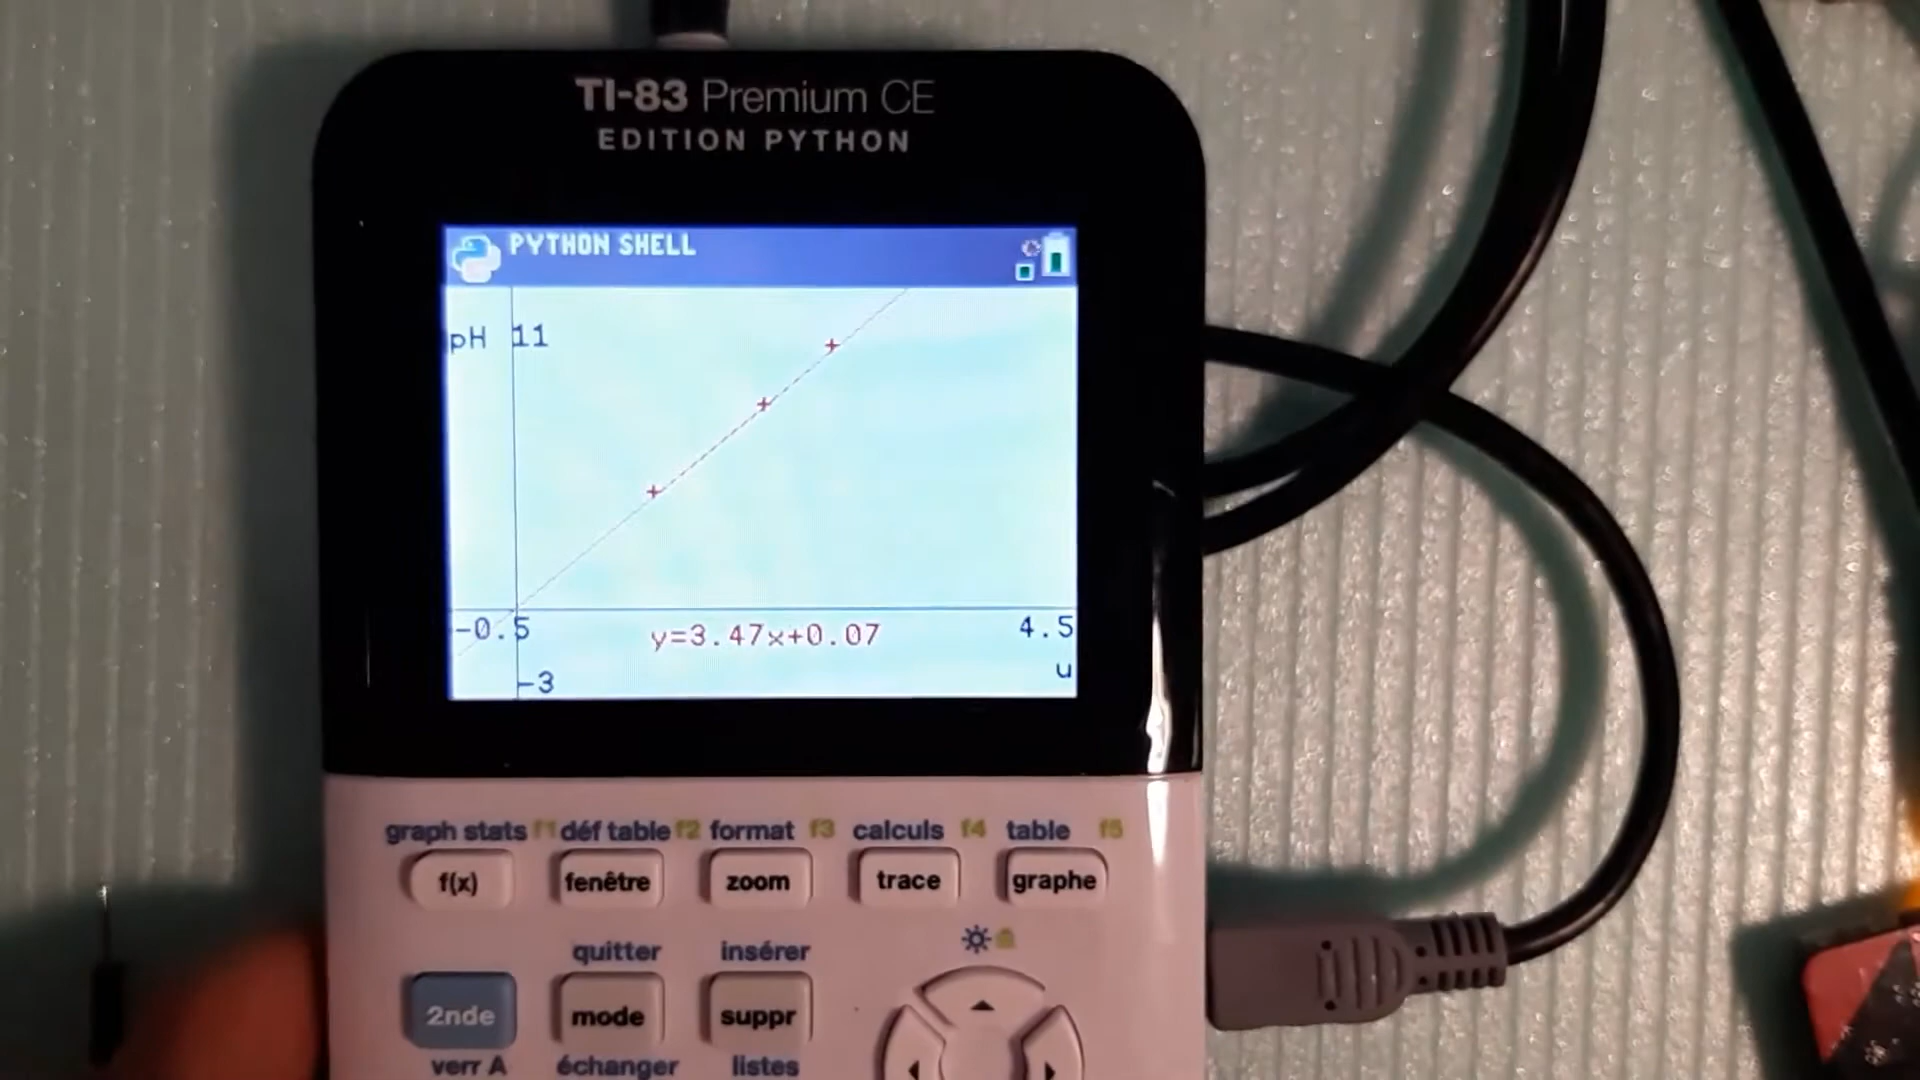 TI-83 Premium CE
EDITION PYTHON
PYTHON SHELL
pH 11
-0.5 y=3.47x+0.07 4.5
-3 u
graph stats f1 déf table f2 format f3 calculs f4 table f5
f(x) fenêtre zoom trace graphe
quitter insérer
2nde mode suppr
verr A échanger listes